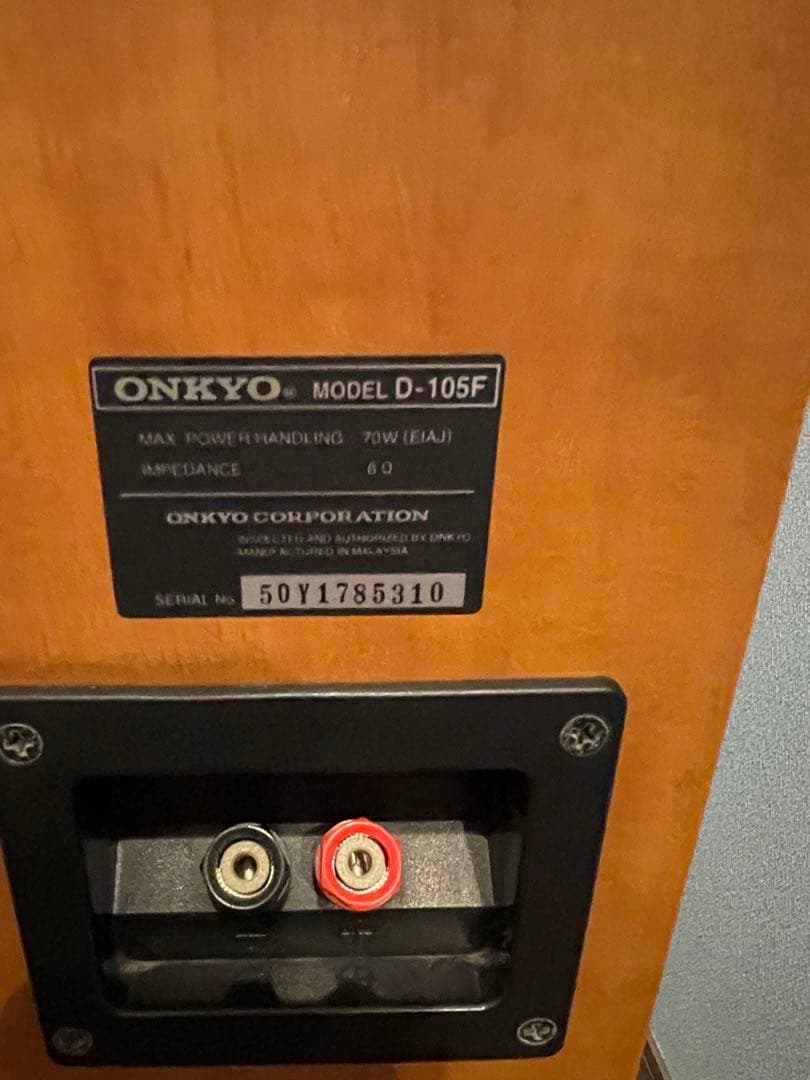 ONKYO® MODEL D-105F
MAX. POWER HANDLING 70W (EIAJ)
IMPEDANCE 6 Ω
ONKYO CORPORATION
INSPECTED AND AUTHORIZED BY ONKYO
MANUFACTURED IN MALAYSIA
SERIAL No. 50Y1785310